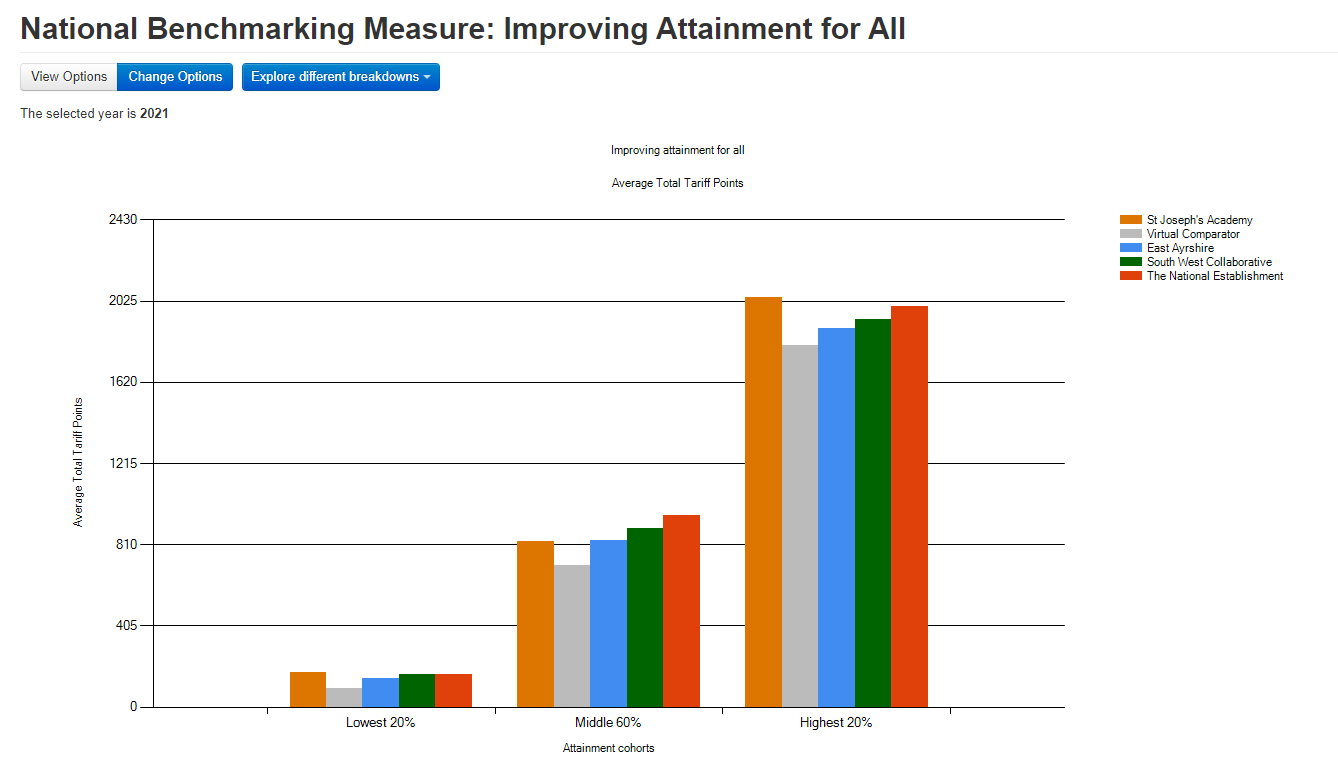 National Benchmarking Measure: Improving Attainment for All
View Options Change Options Explore different breakdowns
The selected year is 2021
Improving attainment for all
Average Total Tariff Points
2430
2025
1620
1215
810
405
0
Average Total Tariff Points
St Joseph's Academy
Virtual Comparator
East Ayrshire
South West Collaborative
The National Establishment
Lowest 20% Middle 60% Highest 20%
Attainment cohorts